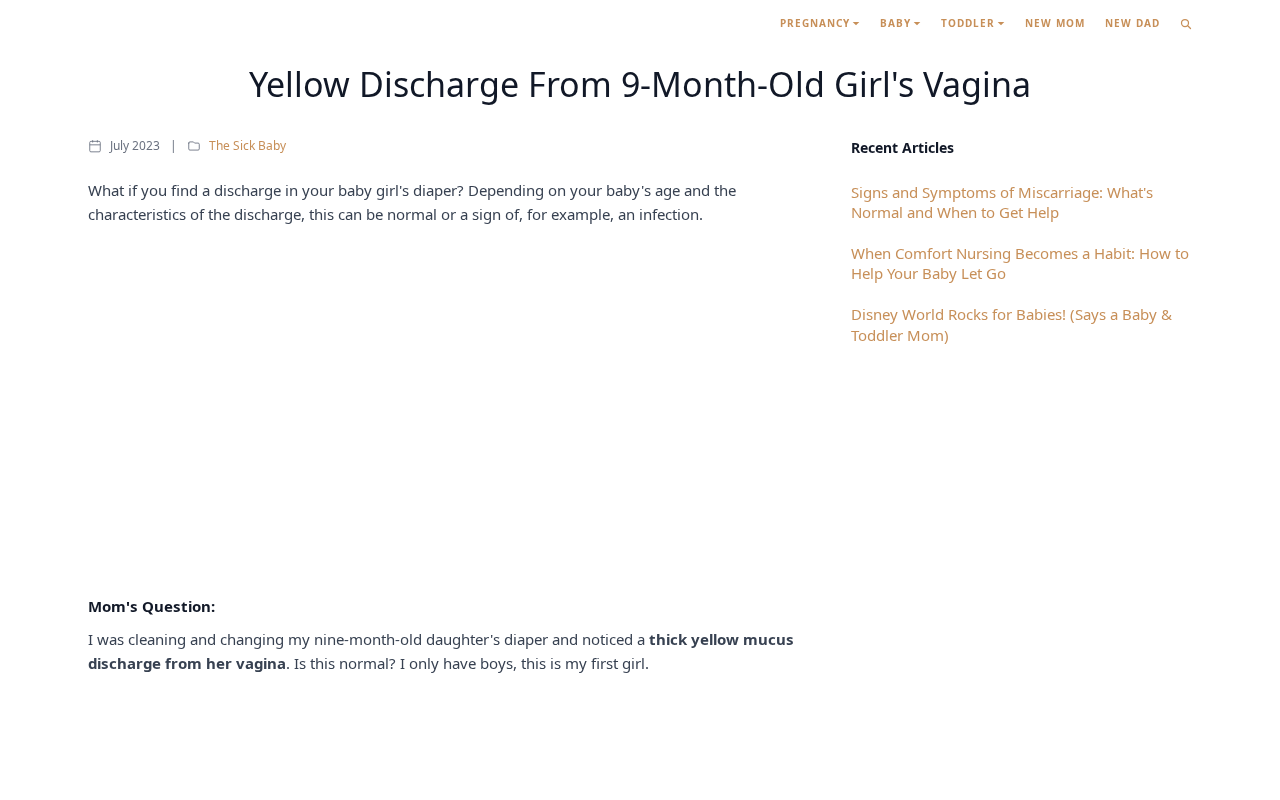 PREGNANCY BABY TODDLER NEW MOM NEW DAD
Yellow Discharge From 9-Month-Old Girl's Vagina
July 2023 | The Sick Baby
What if you find a discharge in your baby girl's diaper? Depending on your baby's age and the
characteristics of the discharge, this can be normal or a sign of, for example, an infection.
Mom's Question:
I was cleaning and changing my nine-month-old daughter's diaper and noticed a thick yellow mucus
discharge from her vagina. Is this normal? I only have boys, this is my first girl.
Recent Articles
Signs and Symptoms of Miscarriage: What's
Normal and When to Get Help
When Comfort Nursing Becomes a Habit: How to
Help Your Baby Let Go
Disney World Rocks for Babies! (Says a Baby &
Toddler Mom)